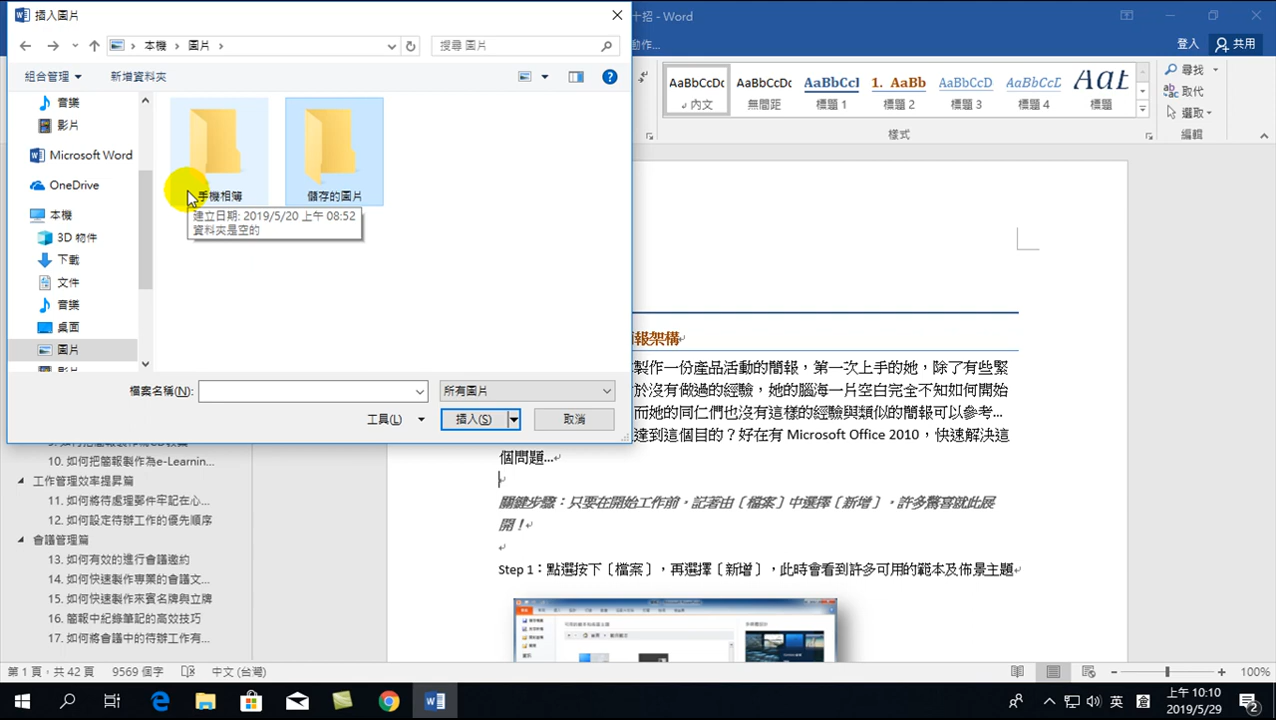 插入圖片
十招 - Word
本機
圖片
搜尋 圖片
動作...
登入
共用
組合管理
新增資料夾
音樂
影片
Microsoft Word
OneDrive
本機
3D 物件
下載
文件
音樂
桌面
圖片
手機相簿
儲存的圖片
建立日期: 2019/5/20 上午 08:52
資料夾是空的
檔案名稱(N):
所有圖片
工具(L)
插入(S)
取消
AaBbCcDc
AaBbCcDc
AaBbCcI
1. AaBb
AaBbCcD
AaBbCcD
AaB
內文
無間距
標題 1
標題 2
標題 3
標題 4
標題
樣式
尋找
取代
選取
編輯
報架構
製作一份產品活動的簡報，第一次上手的她，除了有些緊
於沒有做過的經驗，她的腦海一片空白完全不知如何開始
而她的同仁們也沒有這樣的經驗與類似的簡報可以參考...
達到這個目的？好在有 Microsoft Office 2010，快速解決這
個問題...
關鍵步驟：只要在開始工作前，記著由〔檔案〕中選擇〔新增〕，許多驚喜就此展
開！
Step 1：點選按下〔檔案〕，再選擇〔新增〕，此時會看到許多可用的範本及佈景主題
10. 如何把簡報製作為e-Learnin...
工作管理效率提昇篇
11. 如何將待處理郵件牢記在心...
12. 如何設定待辦工作的優先順序
會議管理篇
13. 如何有效的進行會議邀約
14. 如何快速製作專業的會議文...
15. 如何快速製作來賓名牌與立牌
16. 簡報中紀錄筆記的高效技巧
17. 如何將會議中的待辦工作有...
第 1 頁，共 42 頁
9569 個字
中文 (台灣)
100%
英
上午 10:10
2019/5/29
2